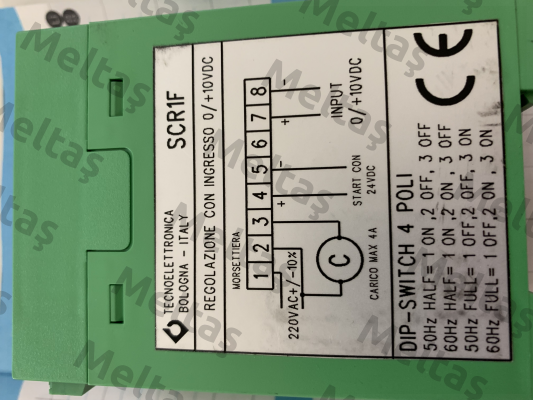 TECNOELETTRONICA
BOLOGNA - ITALY
SCR1F
REGOLAZIONE CON INGRESSO 0/+10VDC
MORSETTIERA
1 2 3 4 5 6 7 8
220VAC+/-10%
C
CARICO MAX 4A
+ -
START CON
24VDC
+ -
INPUT
0/+10VDC
DIP-SWITCH 4 POLI
50Hz HALF= 1 ON ,2 OFF, 3 OFF
60Hz HALF= 1 ON ,2 ON , 3 OFF
50Hz FULL= 1 OFF,2 OFF, 3 ON
60Hz FULL= 1 OFF,2 ON , 3 ON
CE
Meltaş